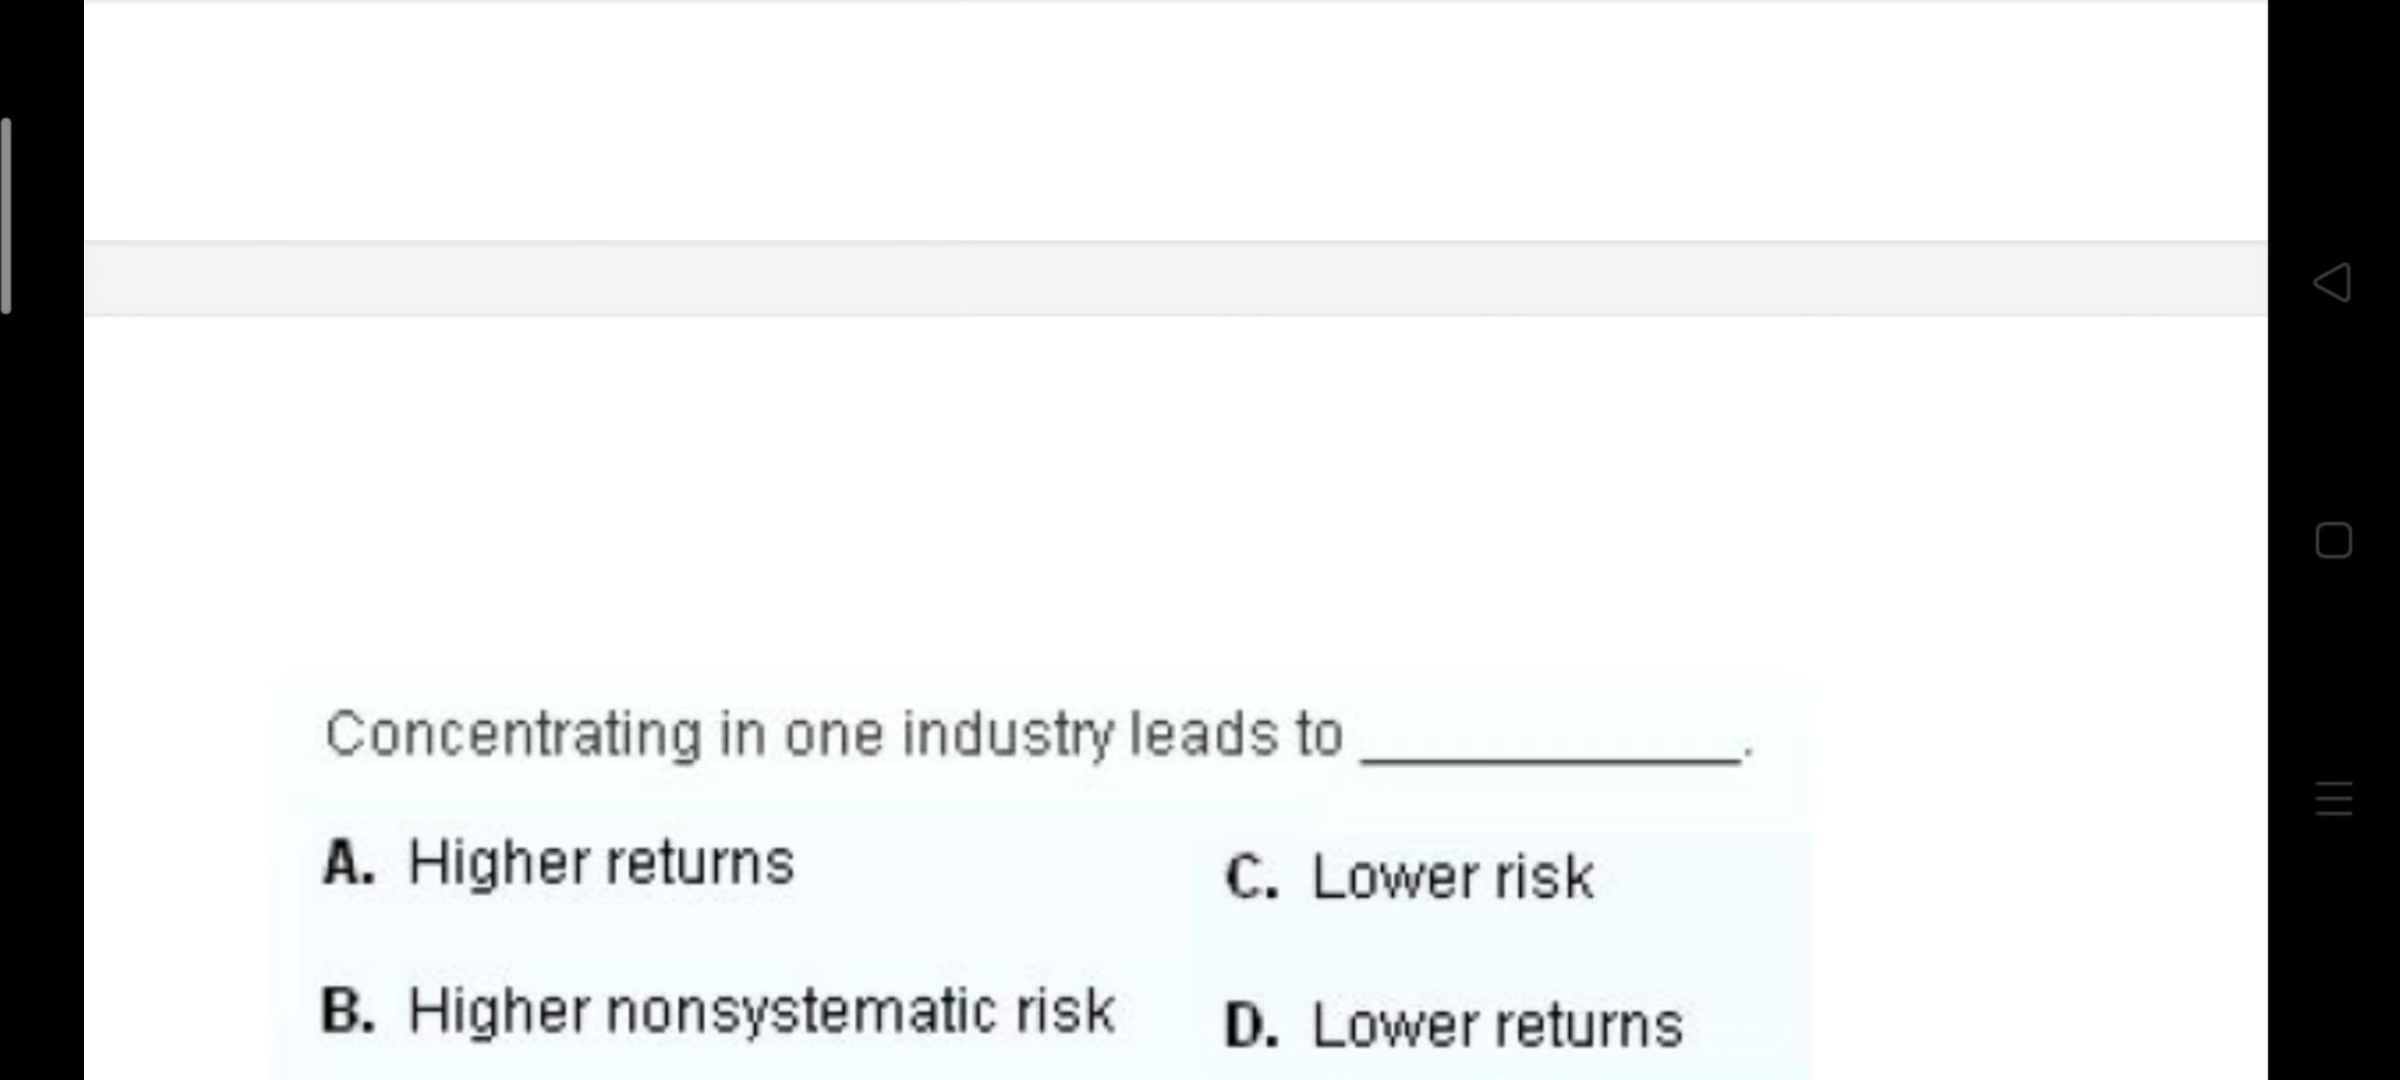 Concentrating in one industry leads to ____________.
A. Higher returns
C. Lower risk
B. Higher nonsystematic risk
D. Lower returns